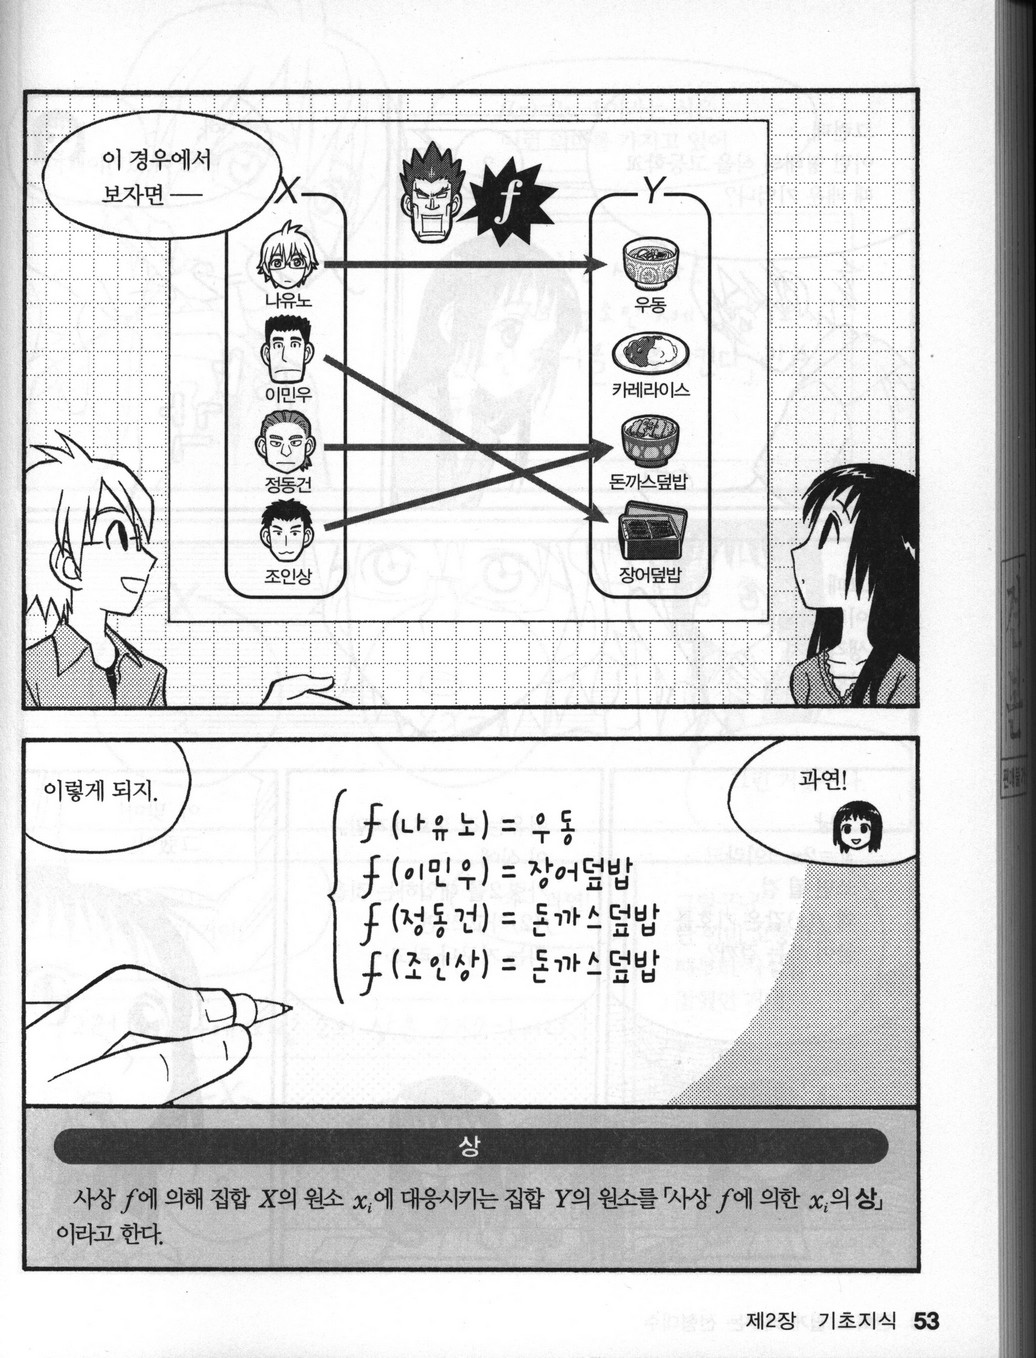 이 경우에서
보자면 ──
X
f
Y
나유노
우동
이민우
카레라이스
정동건
돈까스덮밥
조인상
장어덮밥
이렇게 되지.
과연!
f (나유노) = 우동
f (이민우) = 장어덮밥
f (정동건) = 돈까스덮밥
f (조인상) = 돈까스덮밥
상
사상 f에 의해 집합 X의 원소 xᵢ에 대응시키는 집합 Y의 원소를 「사상 f에 의한 xᵢ의 상」
이라고 한다.
제2장 기초지식 53